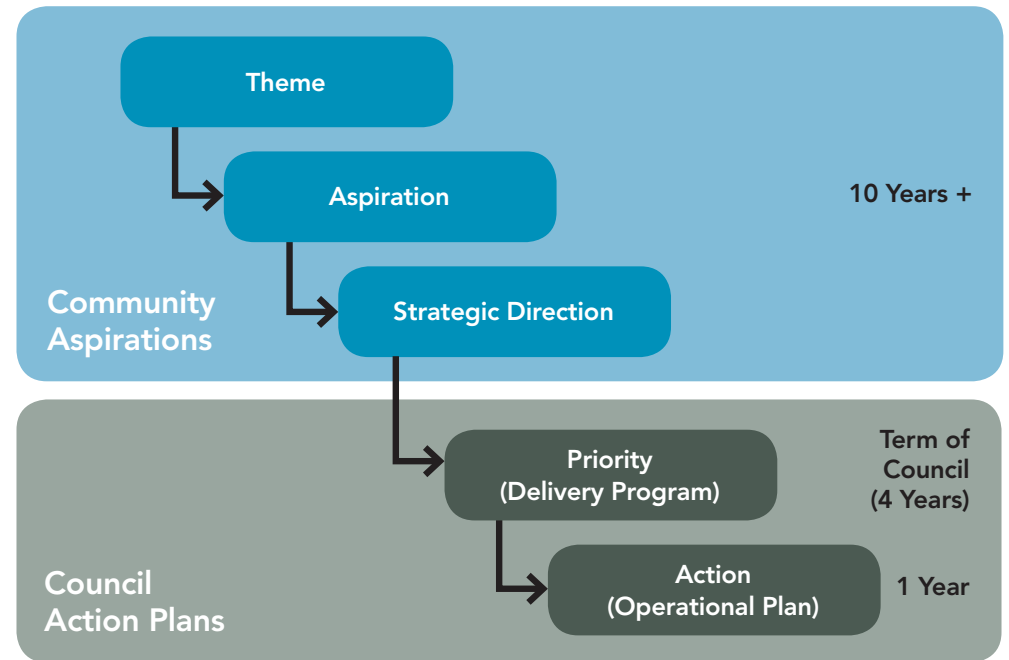 Theme
Aspiration
10 Years +
Strategic Direction
Community
Aspirations
Priority
(Delivery Program)
Term of
Council
(4 Years)
Action
(Operational Plan)
1 Year
Council
Action Plans